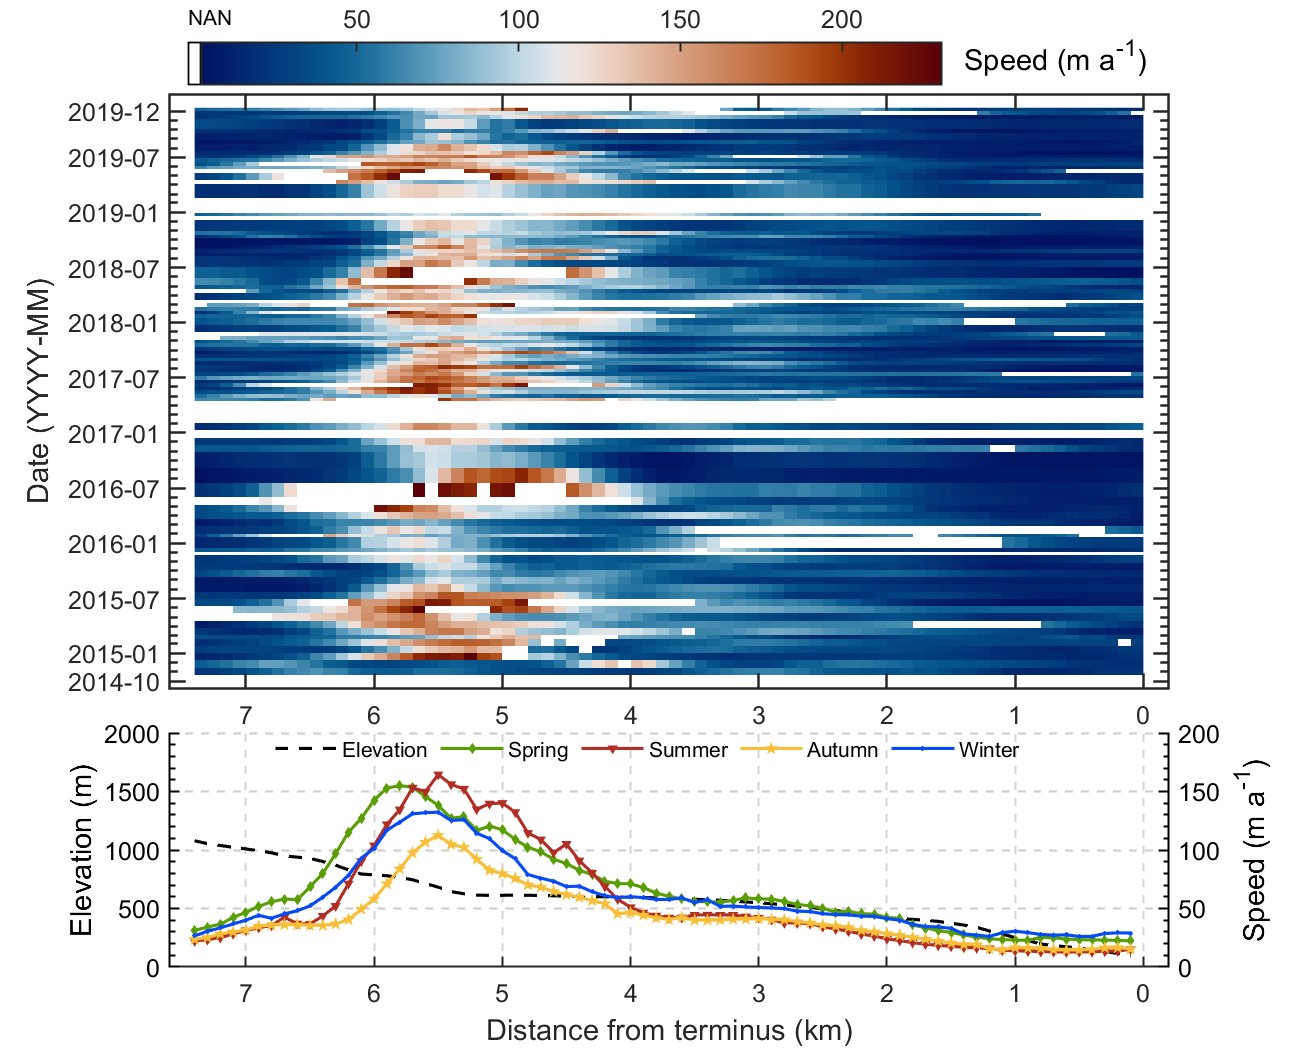 NAN 50 100 150 200
Speed (m a-1)
Date (YYYY-MM)
2019-12
2019-07
2019-01
2018-07
2018-01
2017-07
2017-01
2016-07
2016-01
2015-07
2015-01
2014-10
7 6 5 4 3 2 1 0
Elevation Spring Summer Autumn Winter
Elevation (m)
2000
1500
1000
500
0
200
150
100
50
0
Speed (m a-1)
7 6 5 4 3 2 1 0
Distance from terminus (km)